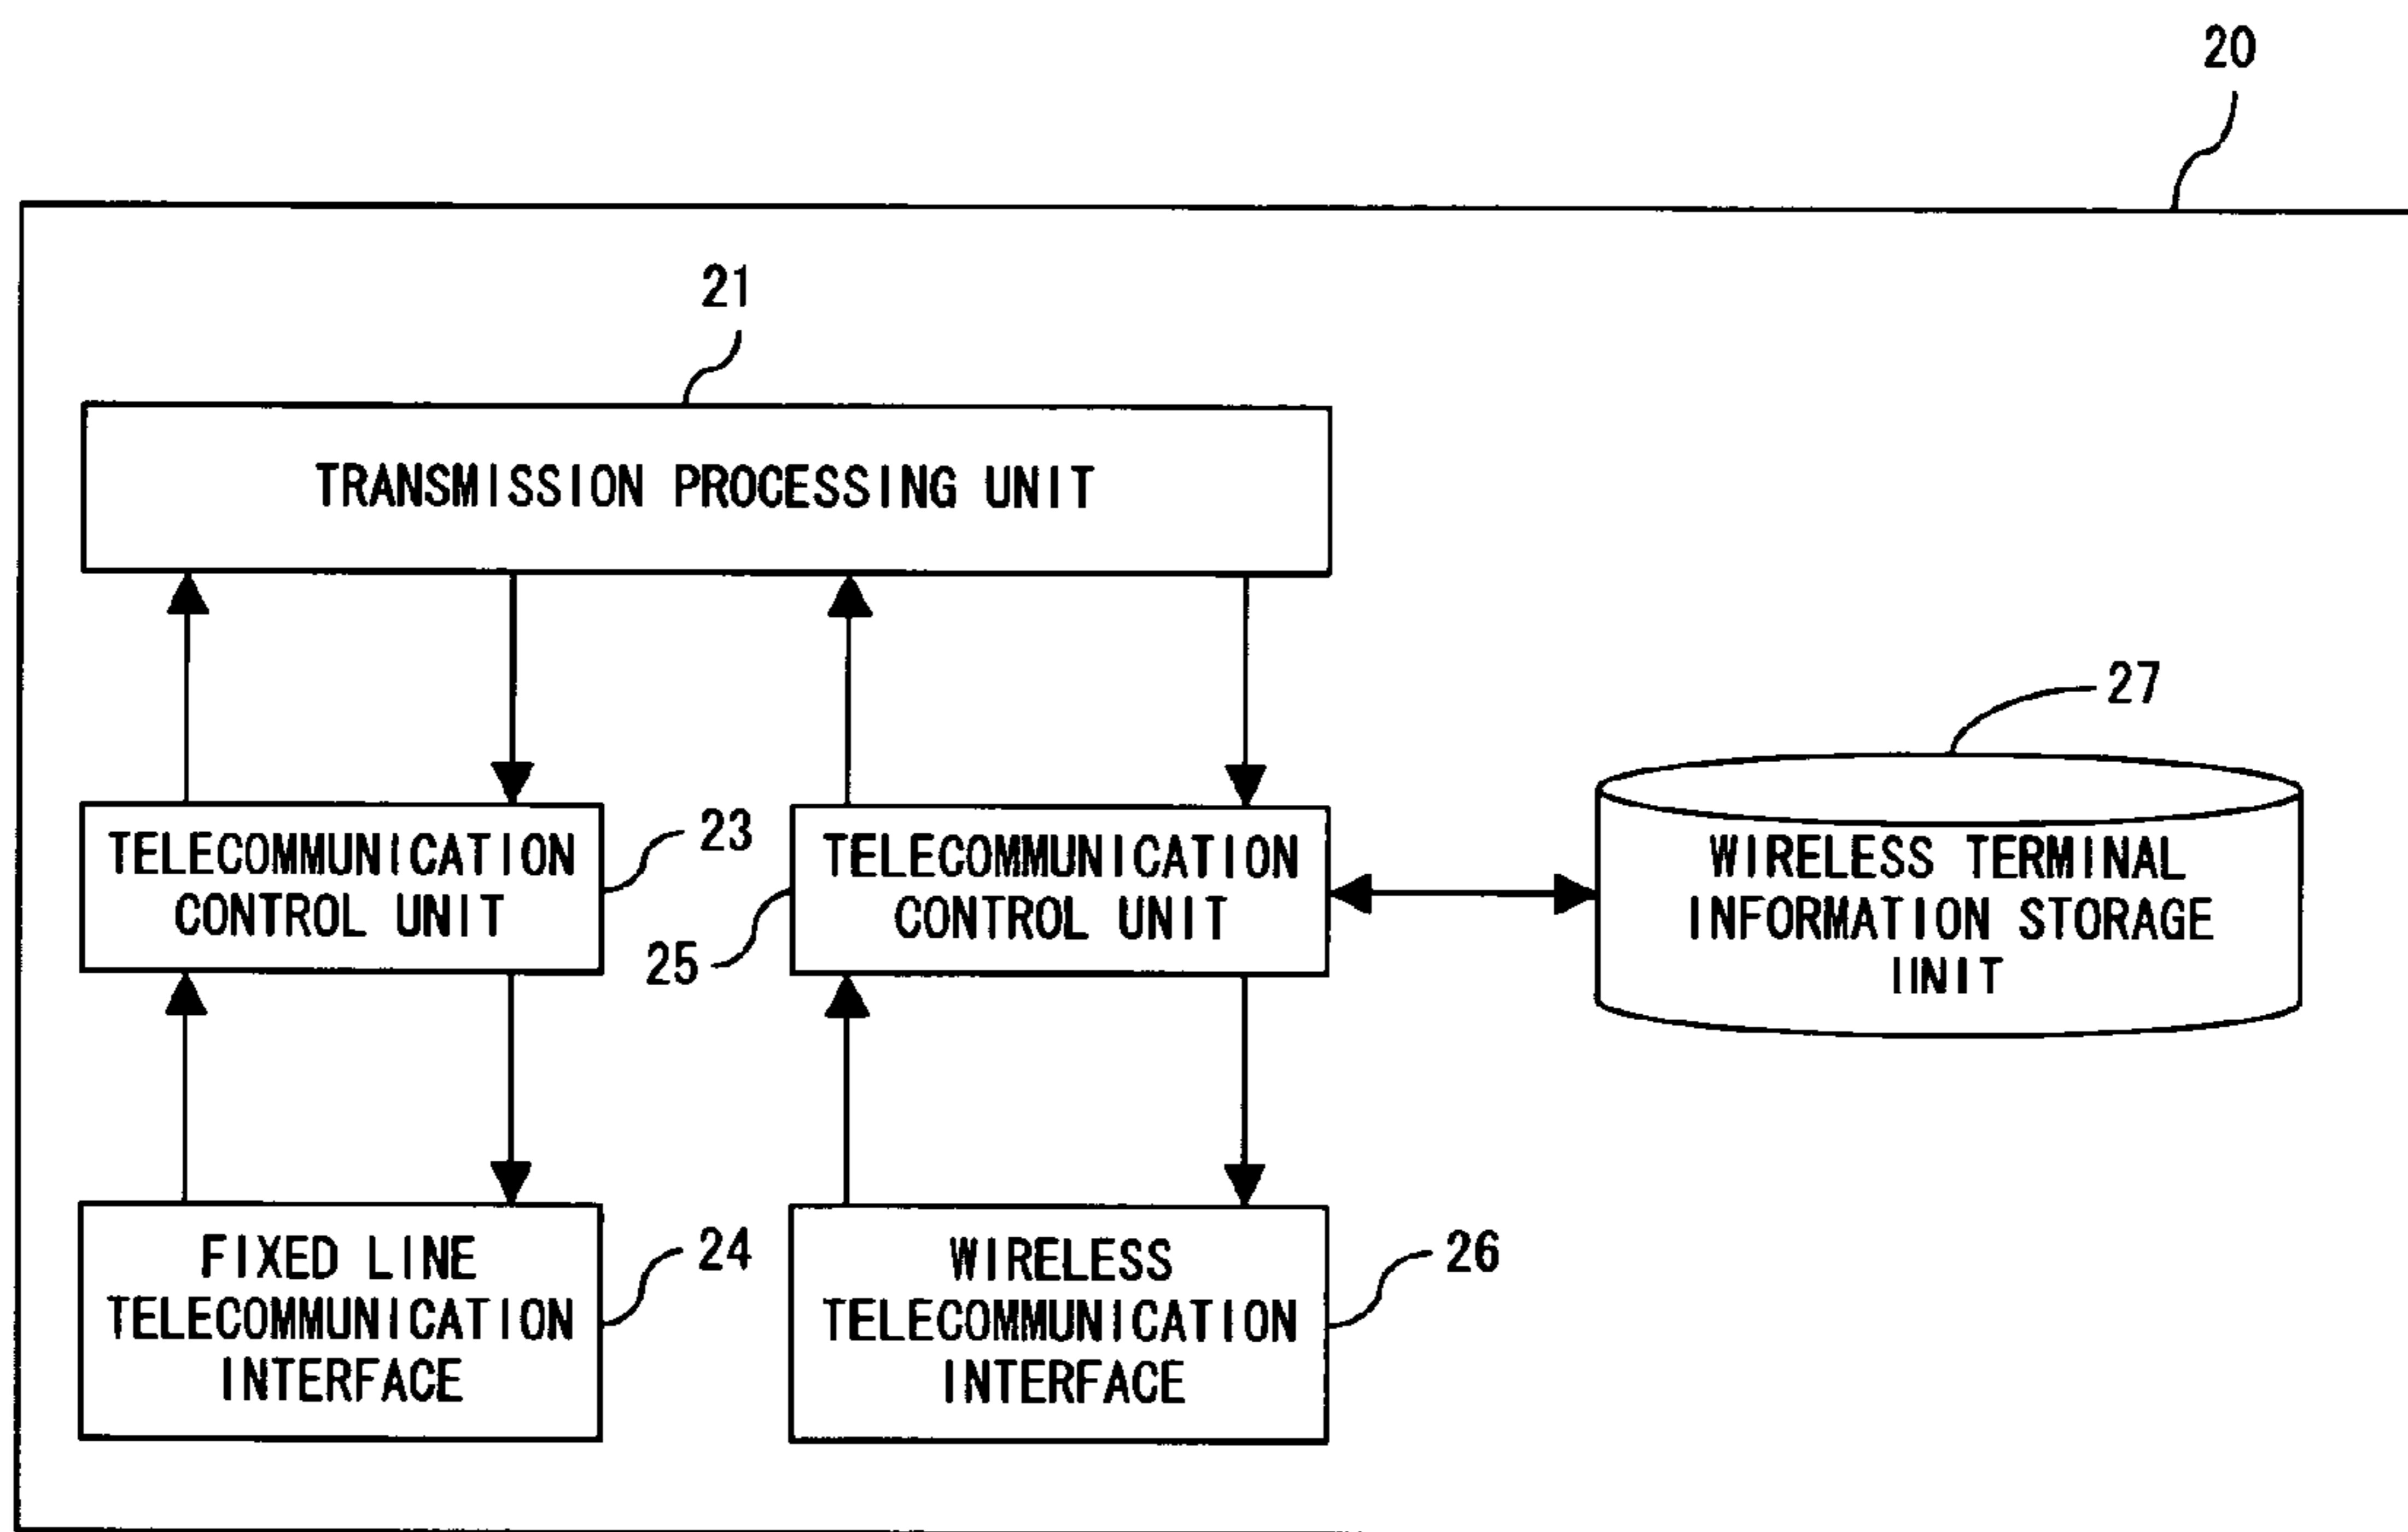 20
21
TRANSMISSION PROCESSING UNIT
27
TELECOMMUNICATION
CONTROL UNIT
23
25
TELECOMMUNICATION
CONTROL UNIT
WIRELESS TERMINAL
INFORMATION STORAGE
UNIT
FIXED LINE
TELECOMMUNICATION
INTERFACE
24
WIRELESS
TELECOMMUNICATION
INTERFACE
26